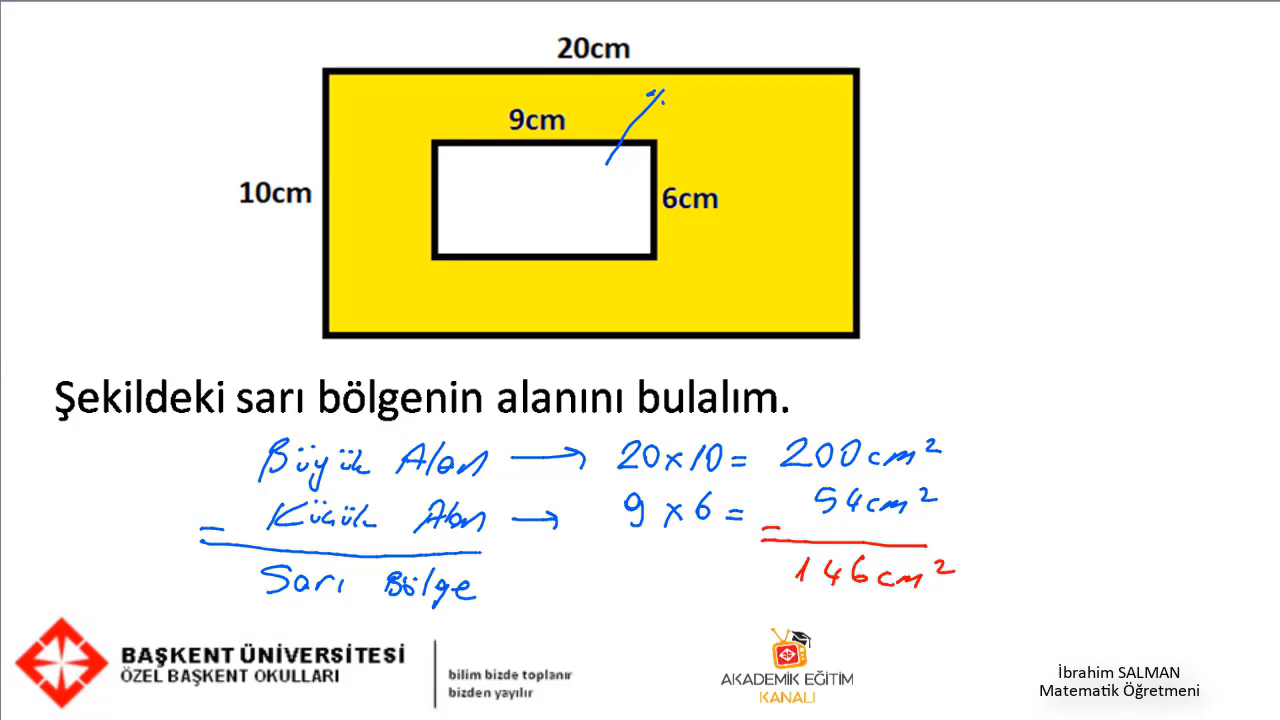 20cm
9cm
10cm
6cm
Şekildeki sarı bölgenin alanını bulalım.
Büyük Alan → 20x10 = 200cm²
- Küçük Alan → 9x6 = - 54cm²
Sarı Bölge 146cm²
BAŞKENT ÜNİVERSİTESİ
ÖZEL BAŞKENT OKULLARI
bilim bizde toplanır
bizden yayılır
AKADEMİK EĞİTİM
KANALI
İbrahim SALMAN
Matematik Öğretmeni